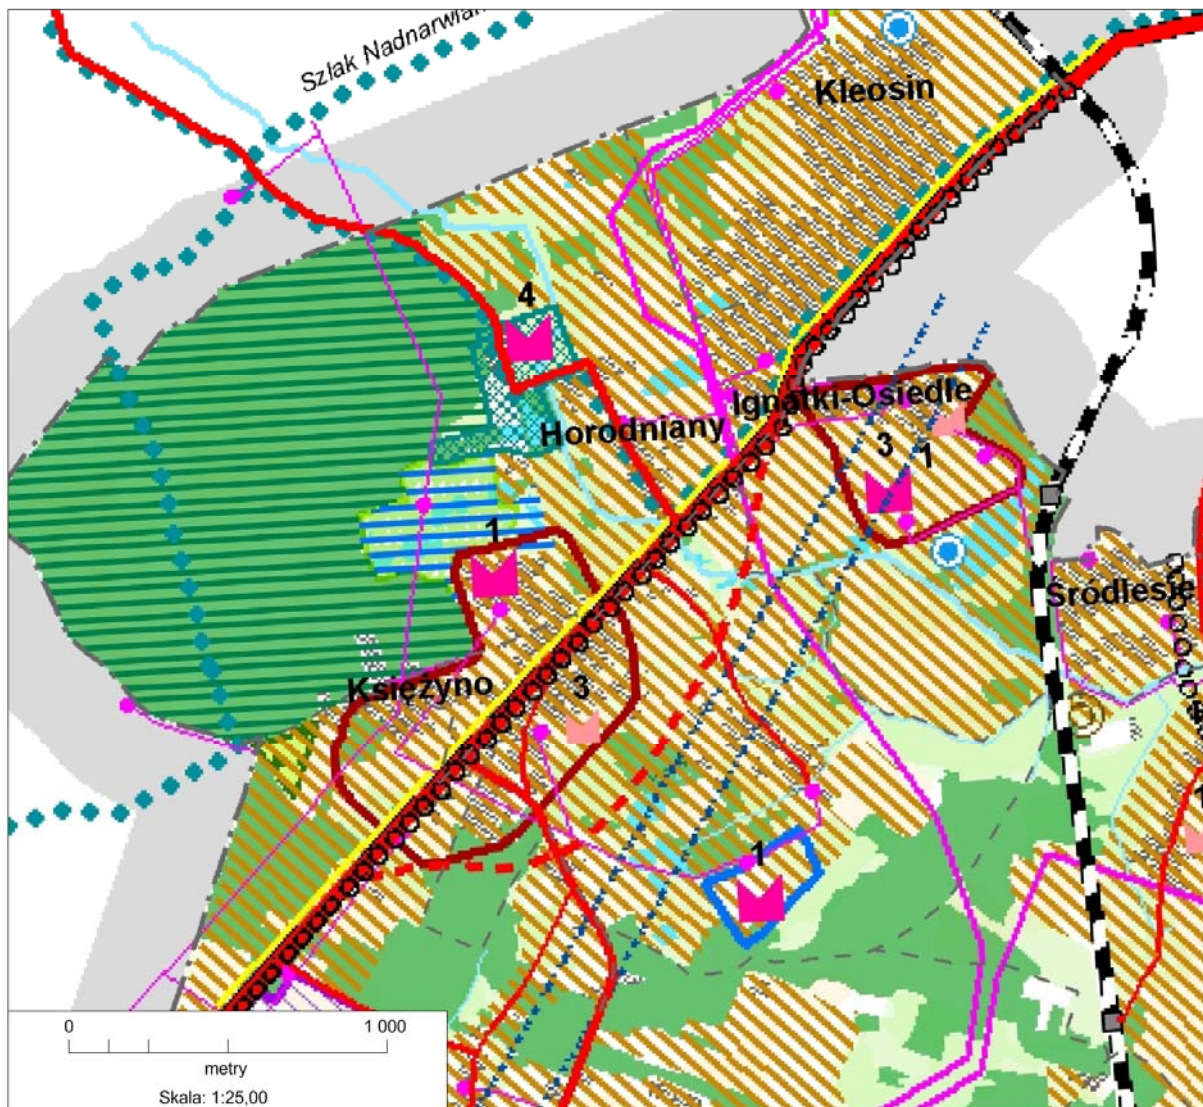 Szlak Nadnarwiań
Kleosin
4
Ignatki-Osiedle
Horodniany
3
1
1
Śródlesie
Księżyno
3
1
0
1 000
metry
Skala: 1:25,00